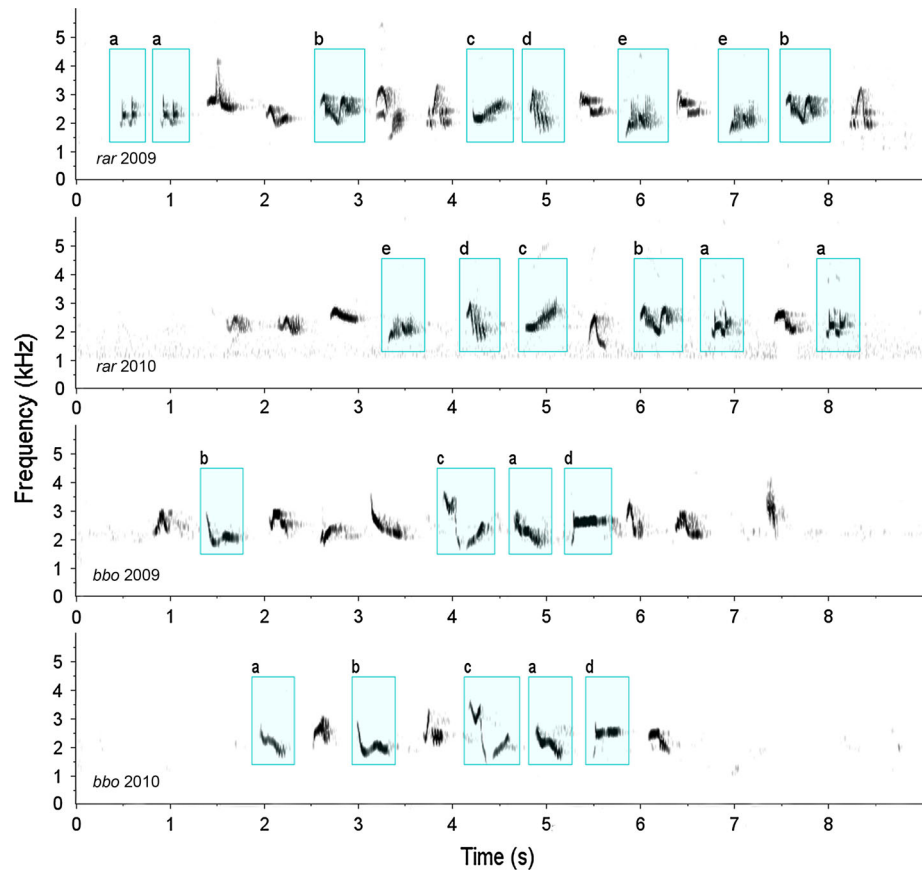 a a b c d e e b
5
4
3
2
1
0
rar 2009
0 1 2 3 4 5 6 7 8
e d c b a a
5
4
3
2
1
0
rar 2010
0 1 2 3 4 5 6 7 8
Frequency (kHz)
b c a d
5
4
3
2
1
0
bbo 2009
0 1 2 3 4 5 6 7 8
a b c a d
5
4
3
2
1
0
bbo 2010
0 1 2 3 4 5 6 7 8
Time (s)